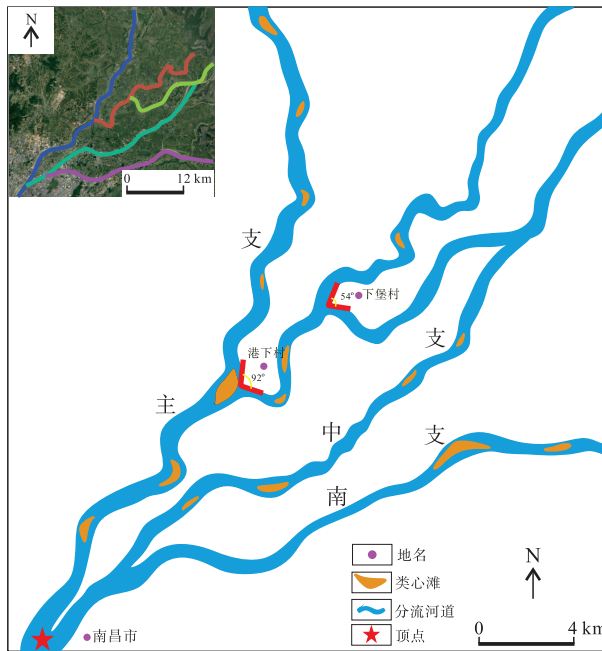 N
0 12 km
支
54° 下堡村
港下村
92°
支
主
中
支
南
地名
类心滩
分流河道
顶点
N
南昌市
0 4 km